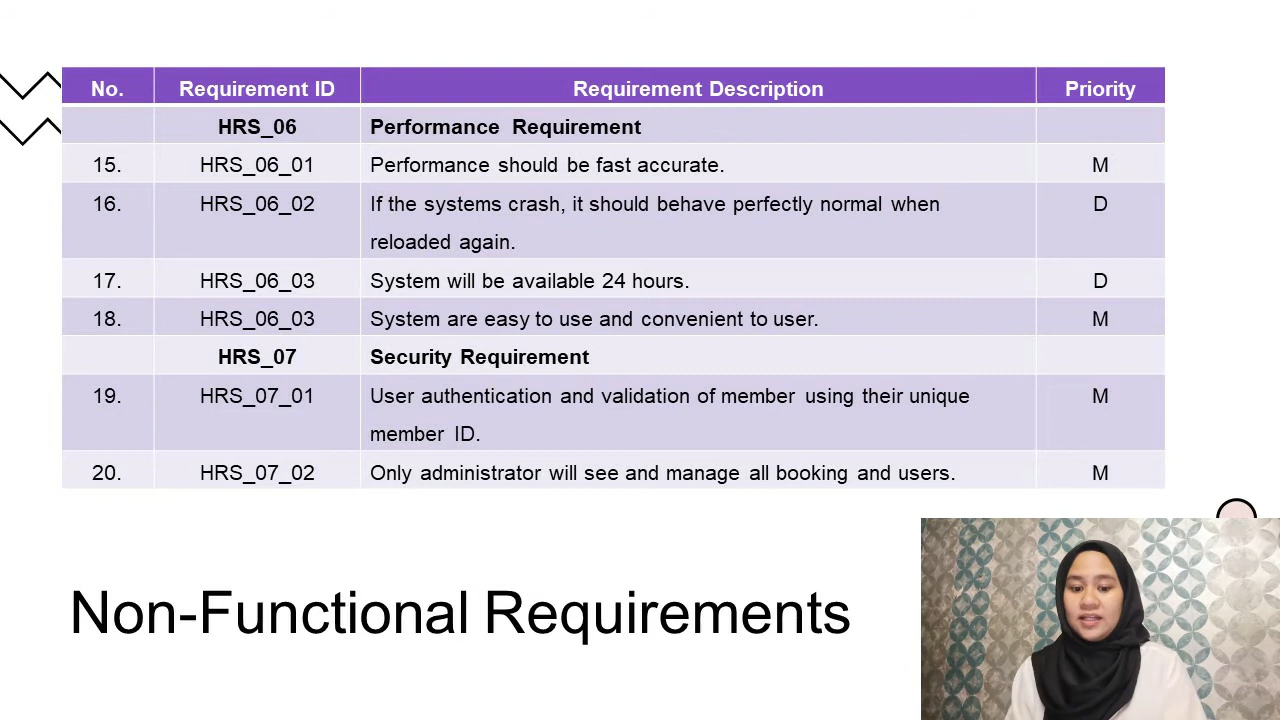 No. Requirement ID Requirement Description Priority
HRS_06 Performance Requirement
15. HRS_06_01 Performance should be fast accurate. M
16. HRS_06_02 If the systems crash, it should behave perfectly normal when D
reloaded again.
17. HRS_06_03 System will be available 24 hours. D
18. HRS_06_03 System are easy to use and convenient to user. M
HRS_07 Security Requirement
19. HRS_07_01 User authentication and validation of member using their unique M
member ID.
20. HRS_07_02 Only administrator will see and manage all booking and users. M
Non-Functional Requirements